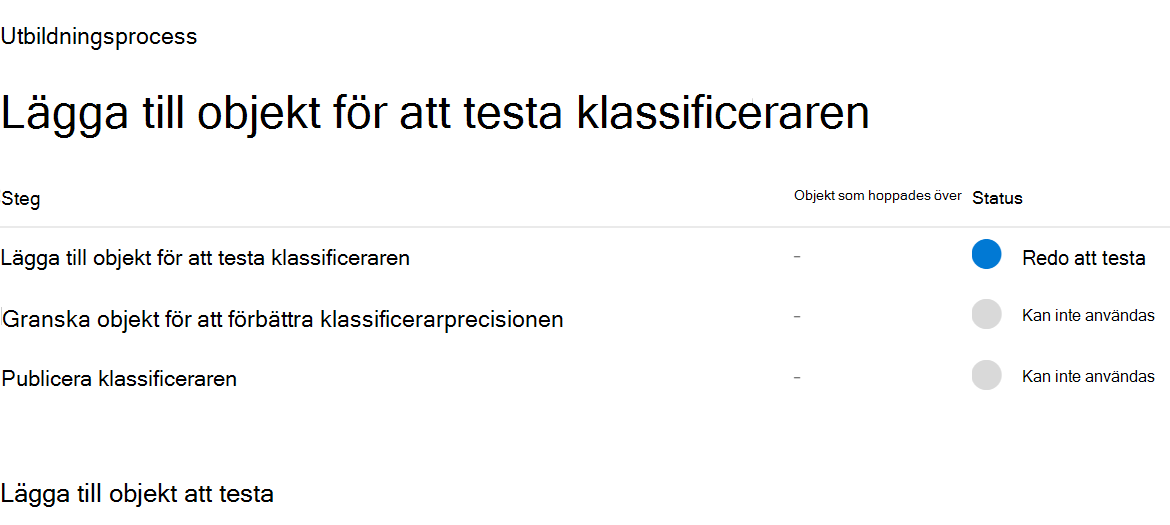 Utbildningsprocess
Lägga till objekt för att testa klassificeraren
Steg Objekt som hoppades över Status
Lägga till objekt för att testa klassificeraren - Redo att testa
Granska objekt för att förbättra klassificerarprecisionen - Kan inte användas
Publicera klassificeraren - Kan inte användas
Lägga till objekt att testa